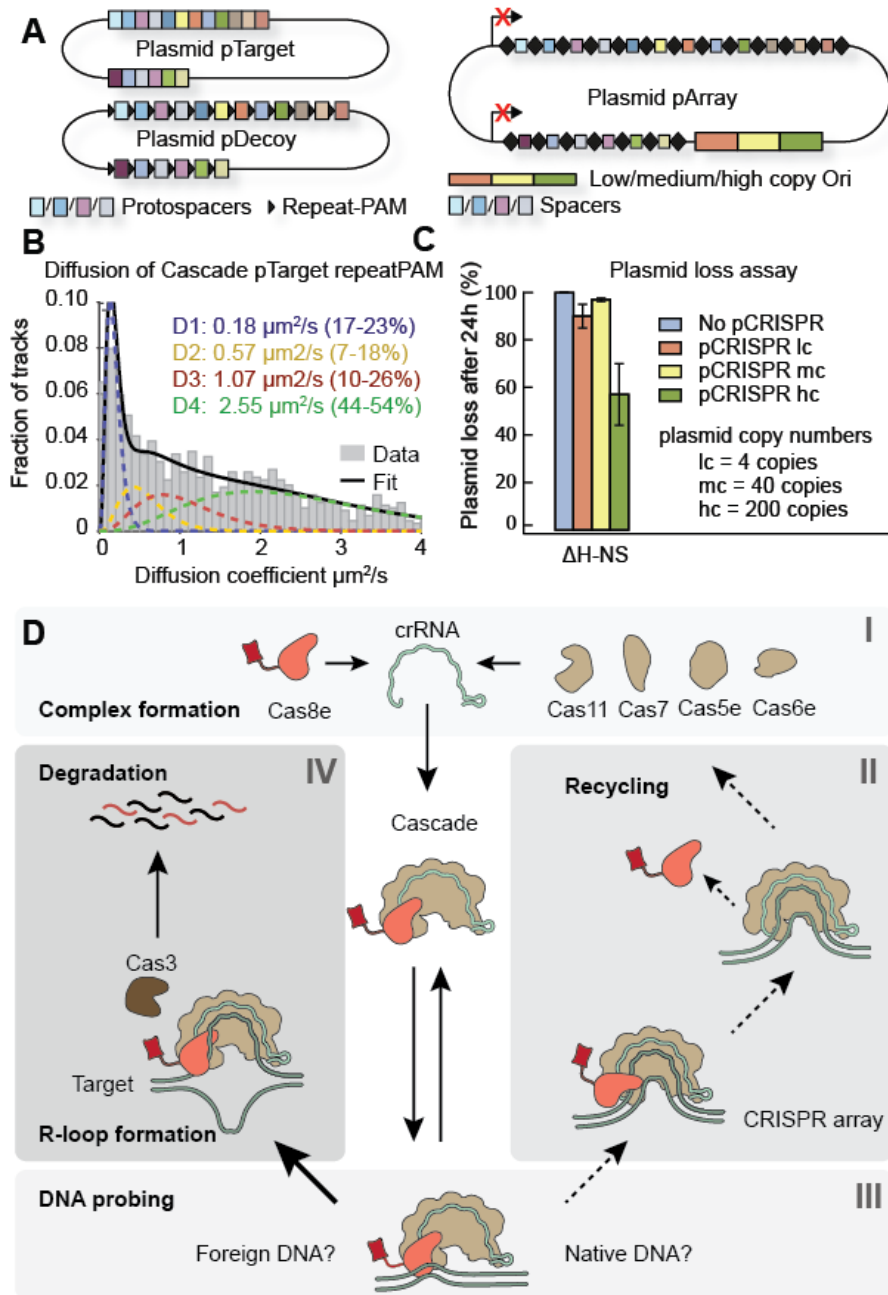 A
Plasmid pTarget
Plasmid pDecoy
Protospacers
Repeat-PAM
X
Plasmid pArray
X
Low/medium/high copy Ori
Spacers
B
Diffusion of Cascade pTarget repeatPAM
0.10
0.08
0.06
0.04
0.02
0
Fraction of tracks
D1: 0.18 µm²/s (17-23%)
D2: 0.57 µm2/s (7-18%)
D3: 1.07 µm2/s (10-26%)
D4: 2.55 µm²/s (44-54%)
Data
Fit
0 1 2 3 4
Diffusion coefficient µm²/s
C
Plasmid loss assay
Plasmid loss after 24h (%)
100
80
60
40
20
0
No pCRISPR
pCRISPR lc
pCRISPR mc
pCRISPR hc
plasmid copy numbers
lc = 4 copies
mc = 40 copies
hc = 200 copies
ΔH-NS
D
I
crRNA
Cas8e
Cas11 Cas7 Cas5e Cas6e
Complex formation
Degradation
IV
Cas3
Target
R-loop formation
Cascade
Recycling
II
CRISPR array
DNA probing
III
Foreign DNA?
Native DNA?